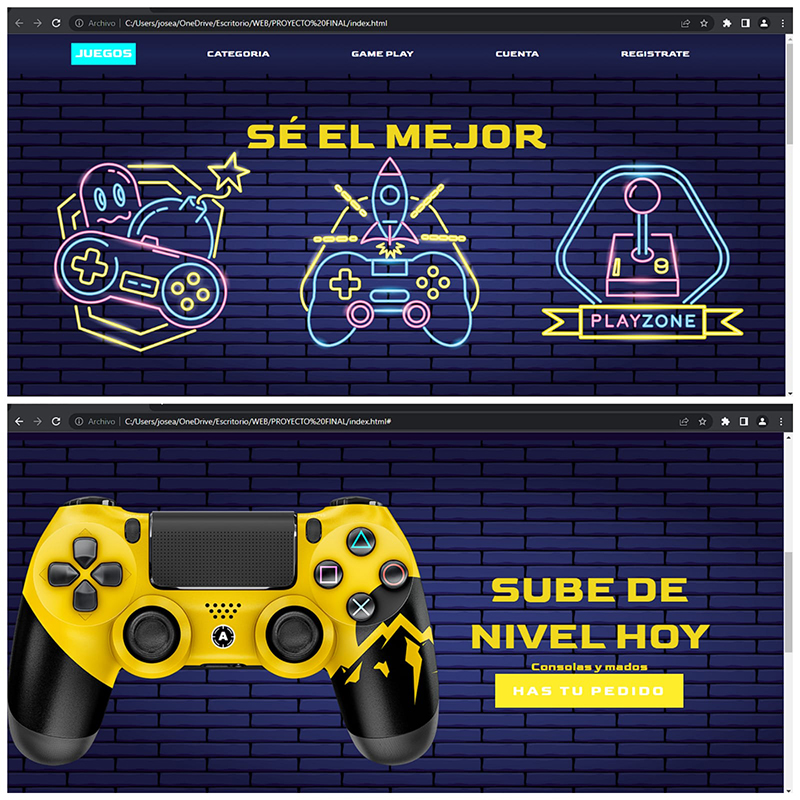 Archivo | C:/Users/josea/OneDrive/Escritorio/WEB/PROYECTO%20FINAL/index.html
JUEGOS CATEGORIA GAME PLAY CUENTA REGISTRATE
SÉ EL MEJOR
PLAYZONE
Archivo | C:/Users/josea/OneDrive/Escritorio/WEB/PROYECTO%20FINAL/index.html#
A
SUBE DE
NIVEL HOY
Consolas y mados
HAS TU PEDIDO